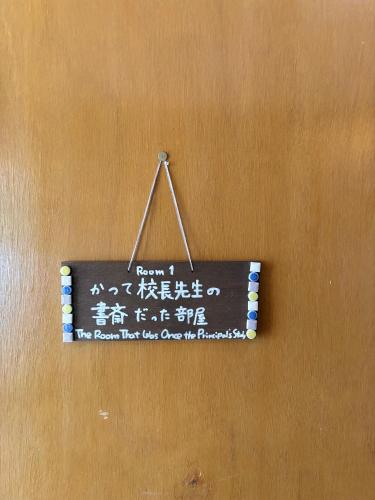 Room 1
かつて校長先生の
書斎だった部屋
The Room That Was Once the Principal's Study